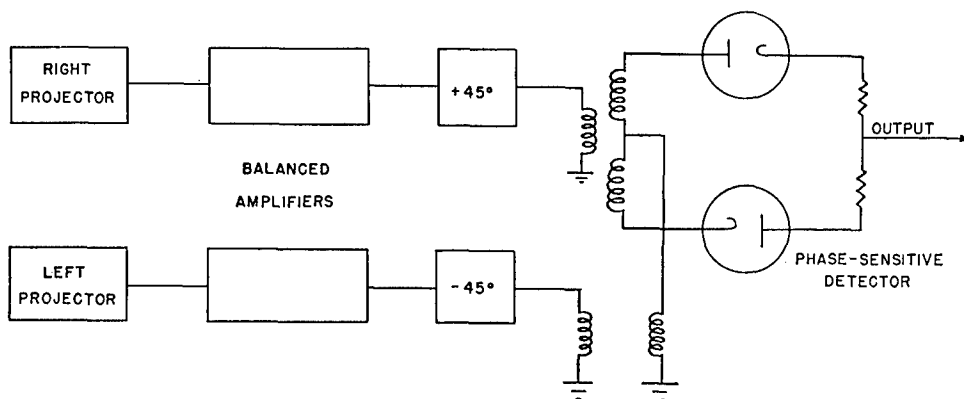 RIGHT
PROJECTOR
+45°
OUTPUT
BALANCED
AMPLIFIERS
LEFT
PROJECTOR
-45°
PHASE-SENSITIVE
DETECTOR